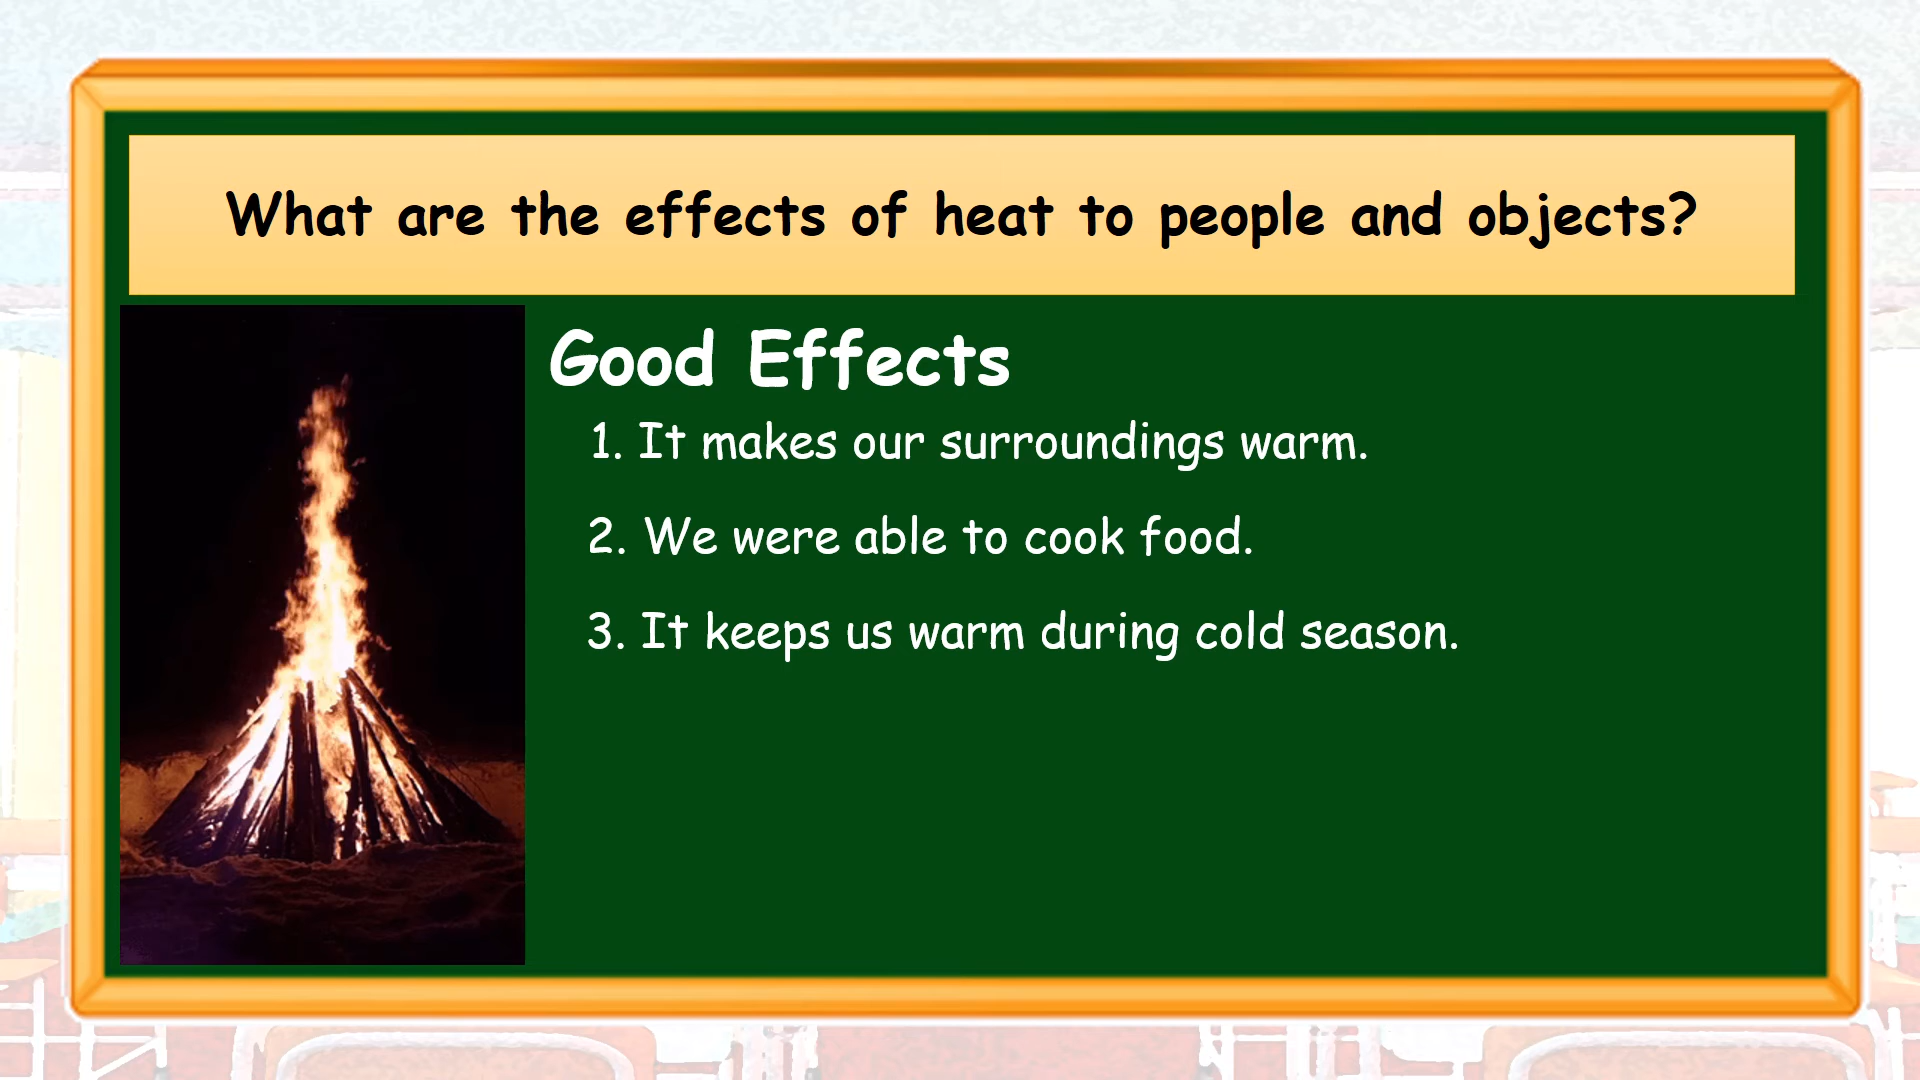 What are the effects of heat to people and objects?
Good Effects
1. It makes our surroundings warm.
2. We were able to cook food.
3. It keeps us warm during cold season.